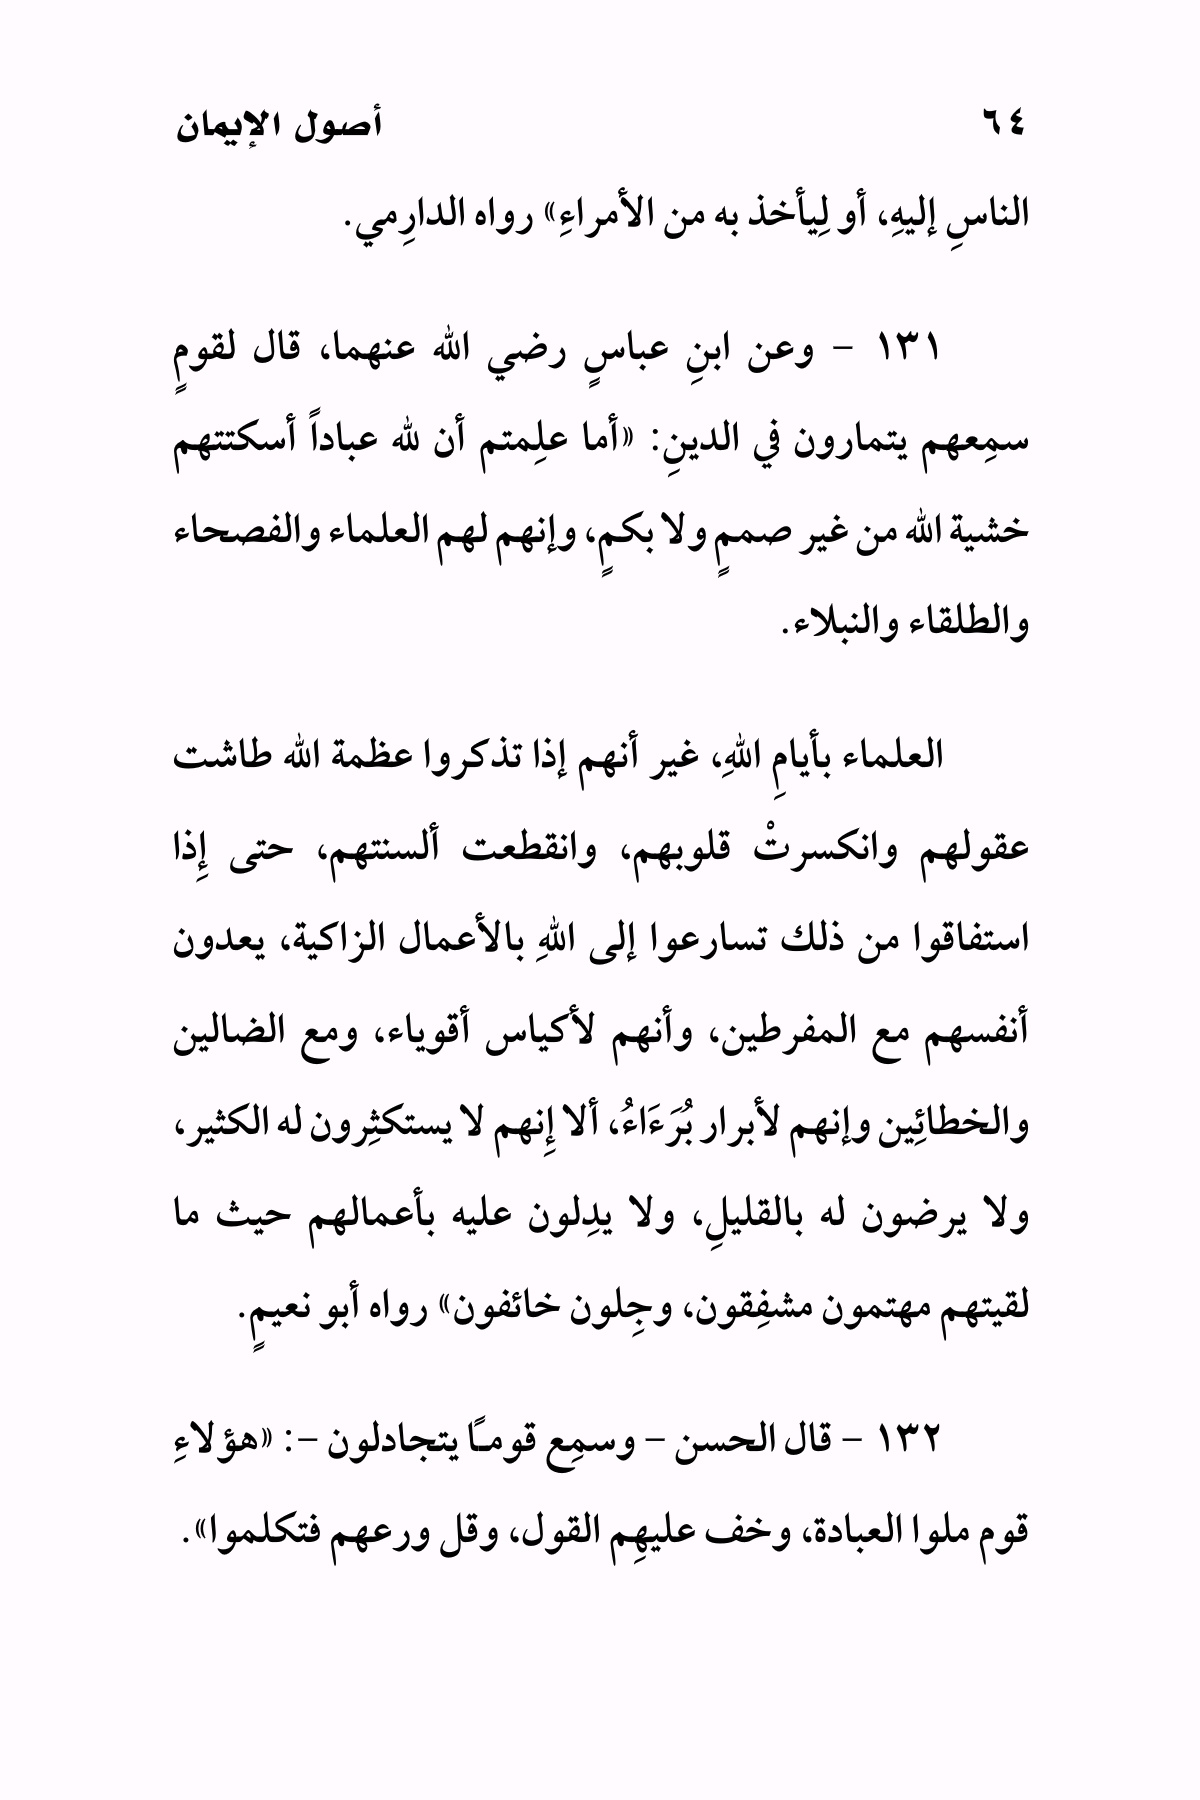 ٦٤
أصول الإيمان
الناسِ إليهِ، أو لِيأخذ به من الأمراءِ» رواه الدارِمي.
١٣١ – وعن ابنِ عباسٍ رضي الله عنهما، قال لقومٍ
سمِعهم يتمارون في الدينِ: «أما علِمتم أن لله عباداً أسكتتهم
خشية الله من غير صممٍ ولا بكمٍ، وإنهم لهم العلماء والفصحاء
والطلقاء والنبلاء.
العلماء بأيامِ اللهِ، غير أنهم إذا تذكروا عظمة الله طاشت
عقولهم وانكسرتْ قلوبهم، وانقطعت ألسنتهم، حتى إِذا
استفاقوا من ذلك تسارعوا إلى اللهِ بالأعمال الزاكية، يعدون
أنفسهم مع المفرطين، وأنهم لأكياس أقوياء، ومع الضالين
والخطائِين وإنهم لأبرار بُرَءَاءُ، ألا إِنهم لا يستكثِرون له الكثير،
ولا يرضون له بالقليلِ، ولا يدِلون عليه بأعمالهم حيث ما
لقيتهم مهتمون مشفِقون، وجِلون خائفون» رواه أبو نعيمٍ.
١٣٢ – قال الحسن – وسمِع قومـًا يتجادلون –: «هؤلاءِ
قوم ملوا العبادة، وخف عليهِم القول، وقل ورعهم فتكلموا».